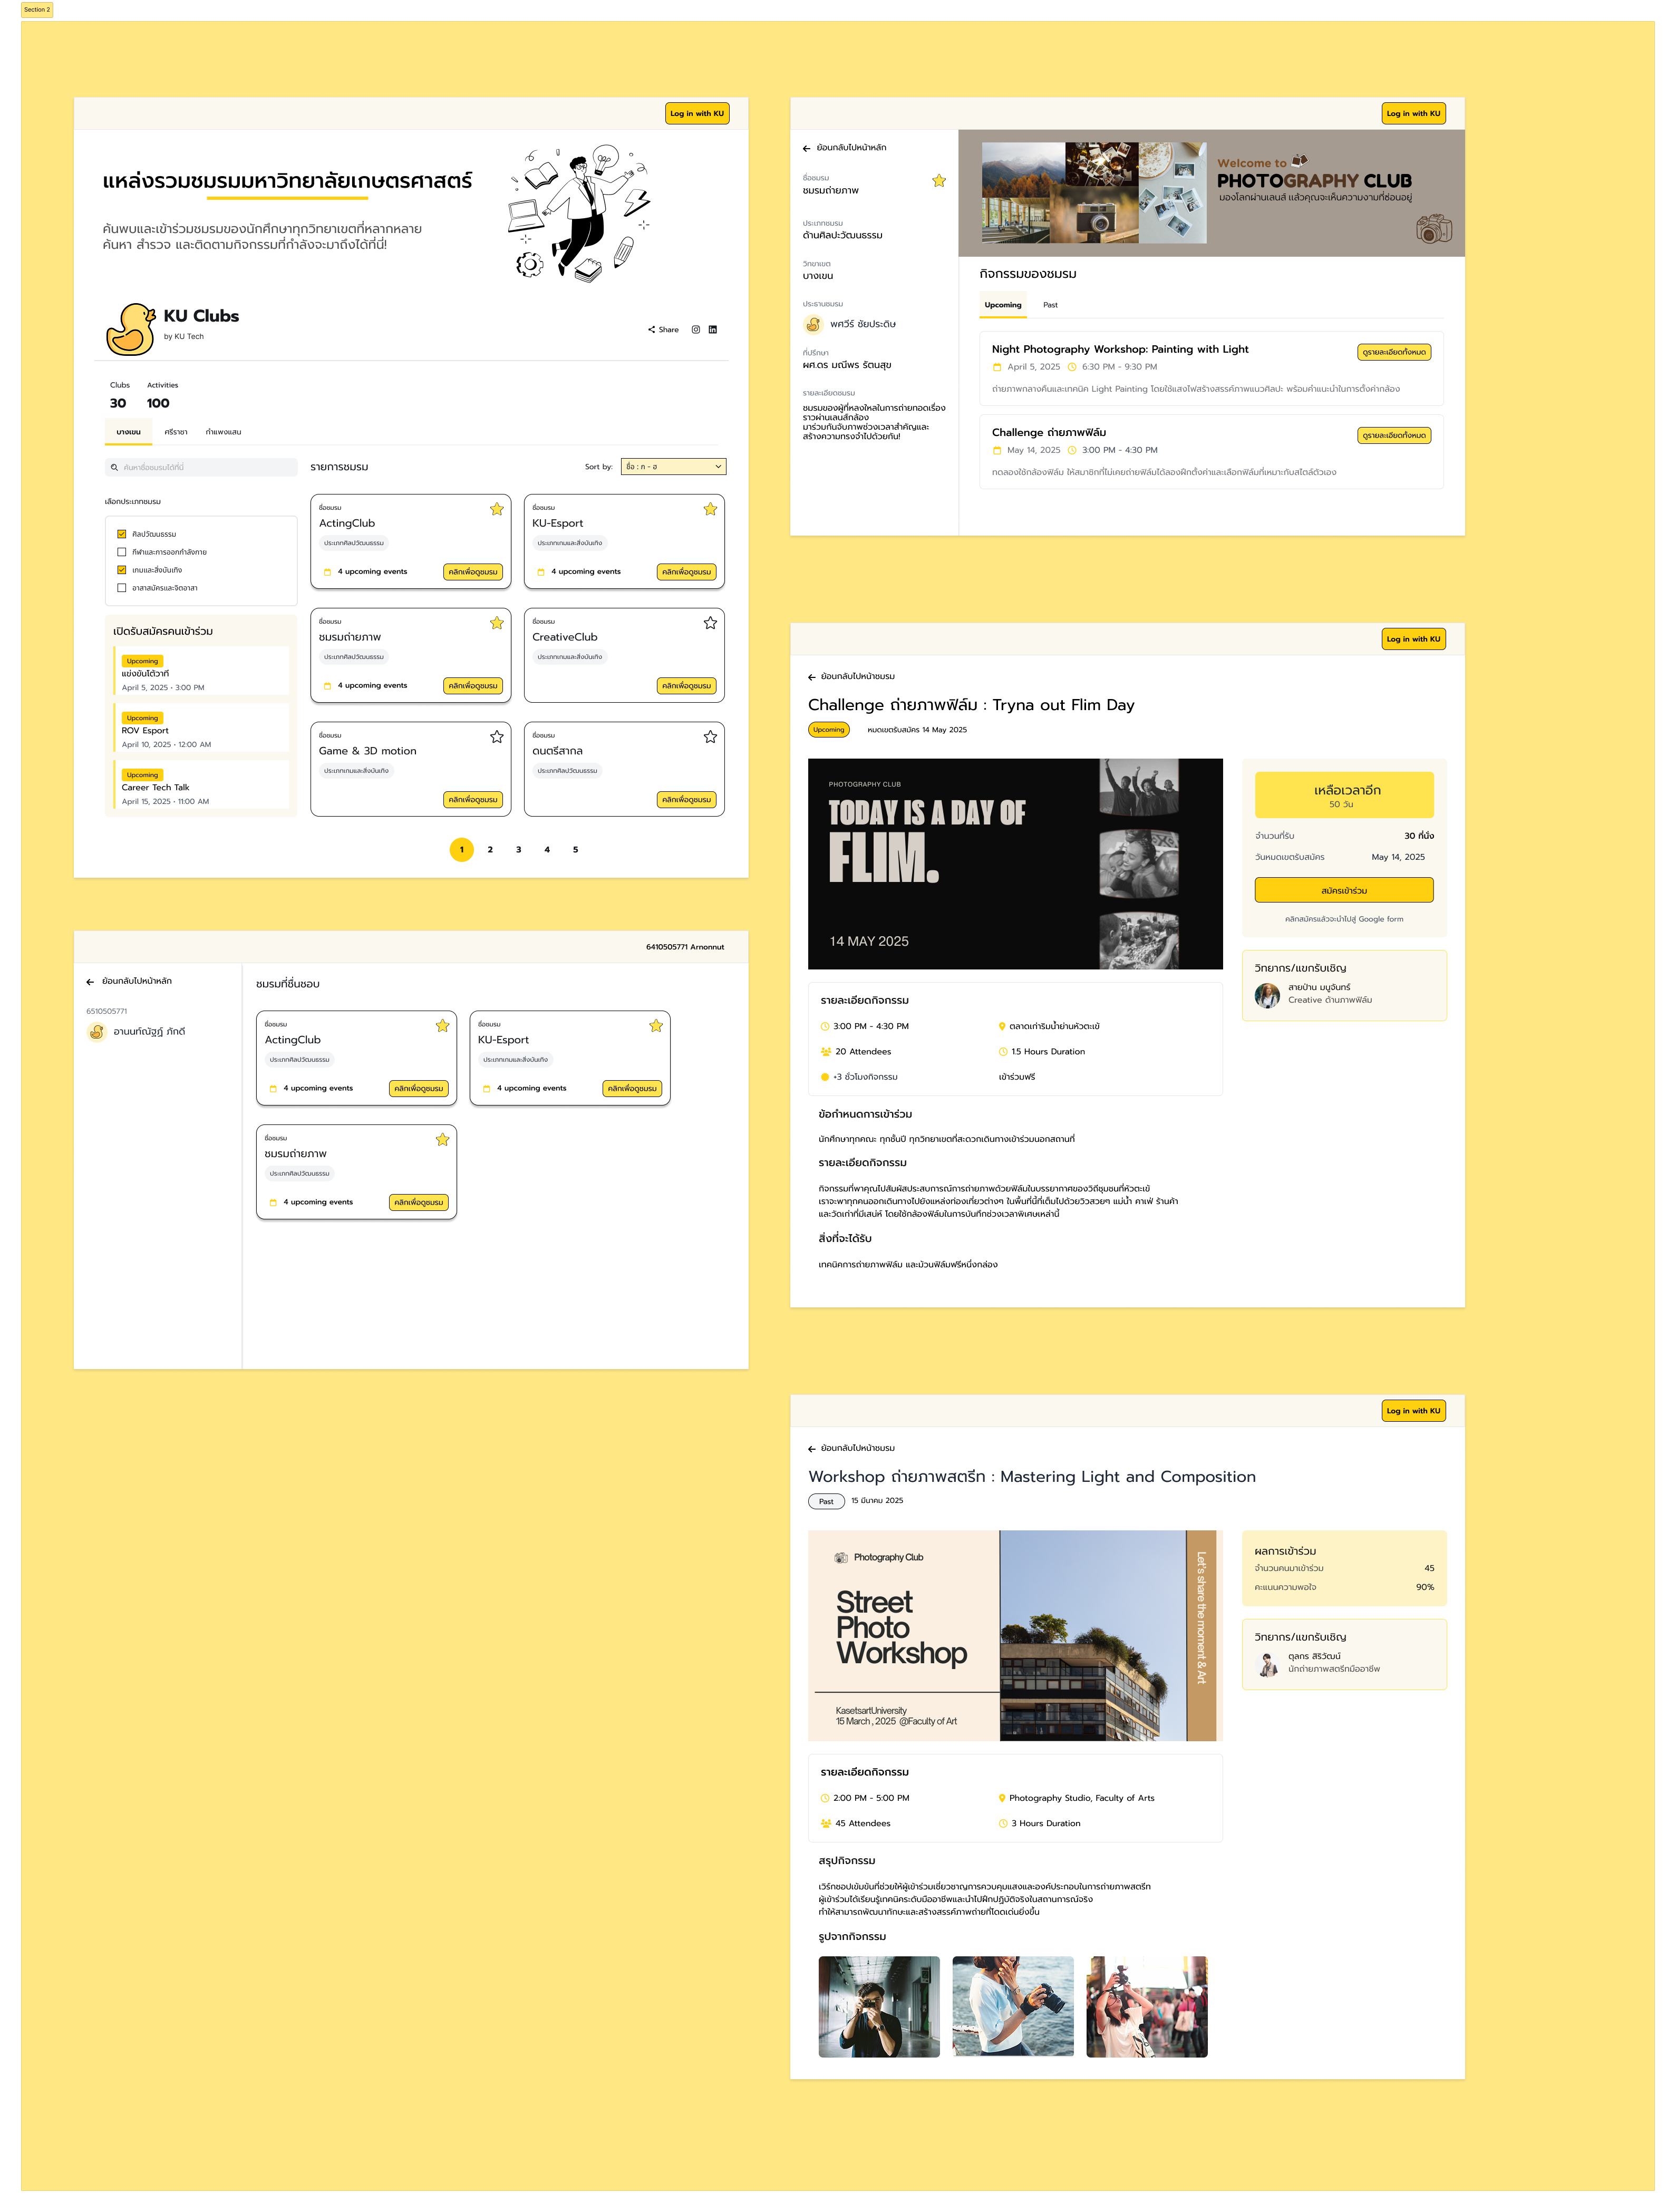 Section 2
Log in with KU
แหล่งรวมชมรมมหาวิทยาลัยเกษตรศาสตร์
ค้นพบและเข้าร่วมชมรมของนักศึกษาทุกวิทยาเขตที่หลากหลาย
ค้นหา สำรวจ และติดตามกิจกรรมที่กำลังจะมาถึงได้ที่นี่!
KU Clubs
by KU Tech
Share
Clubs
Activities
30
100
บางเขน
ศรีราชา
กำแพงแสน
ค้นหาชื่อชมรมได้ที่นี่
รายการชมรม
Sort by:
ชื่อ : ก - ฮ
เลือกประเภทชมรม
ศิลปวัฒนธรรม
กีฬาและการออกกำลังกาย
เกมและสิ่งบันเทิง
อาสาสมัครและจิตอาสา
เปิดรับสมัครคนเข้าร่วม
Upcoming
แข่งขันโต้วาที
April 5, 2025 • 3:00 PM
Upcoming
ROV Esport
April 10, 2025 • 12:00 AM
Upcoming
Career Tech Talk
April 15, 2025 • 11:00 AM
ชื่อชมรม
ActingClub
ประเภทศิลปวัฒนธรรม
4 upcoming events
คลิกเพื่อดูชมรม
ชื่อชมรม
KU-Esport
ประเภทเกมและสิ่งบันเทิง
4 upcoming events
คลิกเพื่อดูชมรม
ชื่อชมรม
ชมรมถ่ายภาพ
ประเภทศิลปวัฒนธรรม
4 upcoming events
คลิกเพื่อดูชมรม
ชื่อชมรม
CreativeClub
ประเภทเกมและสิ่งบันเทิง
คลิกเพื่อดูชมรม
ชื่อชมรม
Game & 3D motion
ประเภทเกมและสิ่งบันเทิง
คลิกเพื่อดูชมรม
ชื่อชมรม
ดนตรีสากล
ประเภทศิลปวัฒนธรรม
คลิกเพื่อดูชมรม
1 2 3 4 5
6410505771 Arnonnut
ย้อนกลับไปหน้าหลัก
6510505771
อานนท์ณัฐฏ์ ภักดี
ชมรมที่ชื่นชอบ
ชื่อชมรม
ActingClub
ประเภทศิลปวัฒนธรรม
4 upcoming events
คลิกเพื่อดูชมรม
ชื่อชมรม
KU-Esport
ประเภทเกมและสิ่งบันเทิง
4 upcoming events
คลิกเพื่อดูชมรม
ชื่อชมรม
ชมรมถ่ายภาพ
ประเภทศิลปวัฒนธรรม
4 upcoming events
คลิกเพื่อดูชมรม
Log in with KU
ย้อนกลับไปหน้าหลัก
ชื่อชมรม
ชมรมถ่ายภาพ
ประเภทชมรม
ด้านศิลปะวัฒนธรรม
วิทยาเขต
บางเขน
ประธานชมรม
พศวีร์ ชัยประดิษ
ที่ปรึกษา
ผศ.ดร มณีพร รัตนสุข
รายละเอียดชมรม
ชมรมของผู้ที่หลงใหลในการถ่ายทอดเรื่อง
ราวผ่านเลนส์กล้อง
มาร่วมกันจับภาพช่วงเวลาสำคัญและ
สร้างความทรงจำไปด้วยกัน!
Welcome to
PHOTOGRAPHY CLUB
มองโลกผ่านเลนส์ แล้วคุณจะเห็นความงามที่ซ่อนอยู่
กิจกรรมของชมรม
Upcoming
Past
Night Photography Workshop: Painting with Light
ดูรายละเอียดทั้งหมด
April 5, 2025
6:30 PM - 9:30 PM
ถ่ายภาพกลางคืนและเทคนิค Light Painting โดยใช้แสงไฟสร้างสรรค์ภาพแนวศิลปะ พร้อมคำแนะนำในการตั้งค่ากล้อง
Challenge ถ่ายภาพฟิล์ม
ดูรายละเอียดทั้งหมด
May 14, 2025
3:00 PM - 4:30 PM
ทดลองใช้กล้องฟิล์ม ให้สมาชิกที่ไม่เคยถ่ายฟิล์มได้ลองฝึกตั้งค่าและเลือกฟิล์มที่เหมาะกับสไตล์ตัวเอง
Log in with KU
ย้อนกลับไปหน้าชมรม
Challenge ถ่ายภาพฟิล์ม : Tryna out Flim Day
Upcoming
หมดเขตรับสมัคร 14 May 2025
PHOTOGRAPHY CLUB
TODAY IS A DAY OF
FLIM.
14 MAY 2025
เหลือเวลาอีก
50 วัน
จำนวนที่รับ
30 ที่นั่ง
วันหมดเขตรับสมัคร
May 14, 2025
สมัครเข้าร่วม
คลิกสมัครแล้วจะนำไปสู่ Google form
วิทยากร/แขกรับเชิญ
สายป่าน มนูจันทร์
Creative ด้านภาพฟิล์ม
รายละเอียดกิจกรรม
3:00 PM - 4:30 PM
ตลาดเก่าริมน้ำย่านหัวตะเข้
20 Attendees
1.5 Hours Duration
+3 ชั่วโมงกิจกรรม
เข้าร่วมฟรี
ข้อกำหนดการเข้าร่วม
นักศึกษาทุกคณะ ทุกชั้นปี ทุกวิทยาเขตที่สะดวกเดินทางเข้าร่วมนอกสถานที่
รายละเอียดกิจกรรม
กิจกรรมที่พาคุณไปสัมผัสประสบการณ์การถ่ายภาพด้วยฟิล์มในบรรยากาศของวิถีชุมชนที่หัวตะเข้
เราจะพาทุกคนออกเดินทางไปยังแหล่งท่องเที่ยวต่างๆ ในพื้นที่นี้ที่เต็มไปด้วยวิวสวยๆ แม่น้ำ คาเฟ่ ร้านค้า
และวัดเก่าที่มีเสน่ห์ โดยใช้กล้องฟิล์มในการบันทึกช่วงเวลาพิเศษเหล่านี้
สิ่งที่จะได้รับ
เทคนิคการถ่ายภาพฟิล์ม และม้วนฟิล์มฟรีหนึ่งกล่อง
Log in with KU
ย้อนกลับไปหน้าชมรม
Workshop ถ่ายภาพสตรีท : Mastering Light and Composition
Past
15 มีนาคม 2025
Photography Club
Street
Photo
Workshop
KasetsartUniversity
15 March , 2025 @Faculty of Art
Let's share the moment & Art
ผลการเข้าร่วม
จำนวนคนมาเข้าร่วม
45
คะแนนความพอใจ
90%
วิทยากร/แขกรับเชิญ
ตุลกร สิริวัฒน์
นักถ่ายภาพสตรีทมืออาชีพ
รายละเอียดกิจกรรม
2:00 PM - 5:00 PM
Photography Studio, Faculty of Arts
45 Attendees
3 Hours Duration
สรุปกิจกรรม
เวิร์กชอปเข้มข้นที่ช่วยให้ผู้เข้าร่วมเชี่ยวชาญการควบคุมแสงและองค์ประกอบในการถ่ายภาพสตรีท
ผู้เข้าร่วมได้เรียนรู้เทคนิคระดับมืออาชีพและนำไปฝึกปฏิบัติจริงในสถานการณ์จริง
ทำให้สามารถพัฒนาทักษะและสร้างสรรค์ภาพถ่ายที่โดดเด่นยิ่งขึ้น
รูปจากกิจกรรม